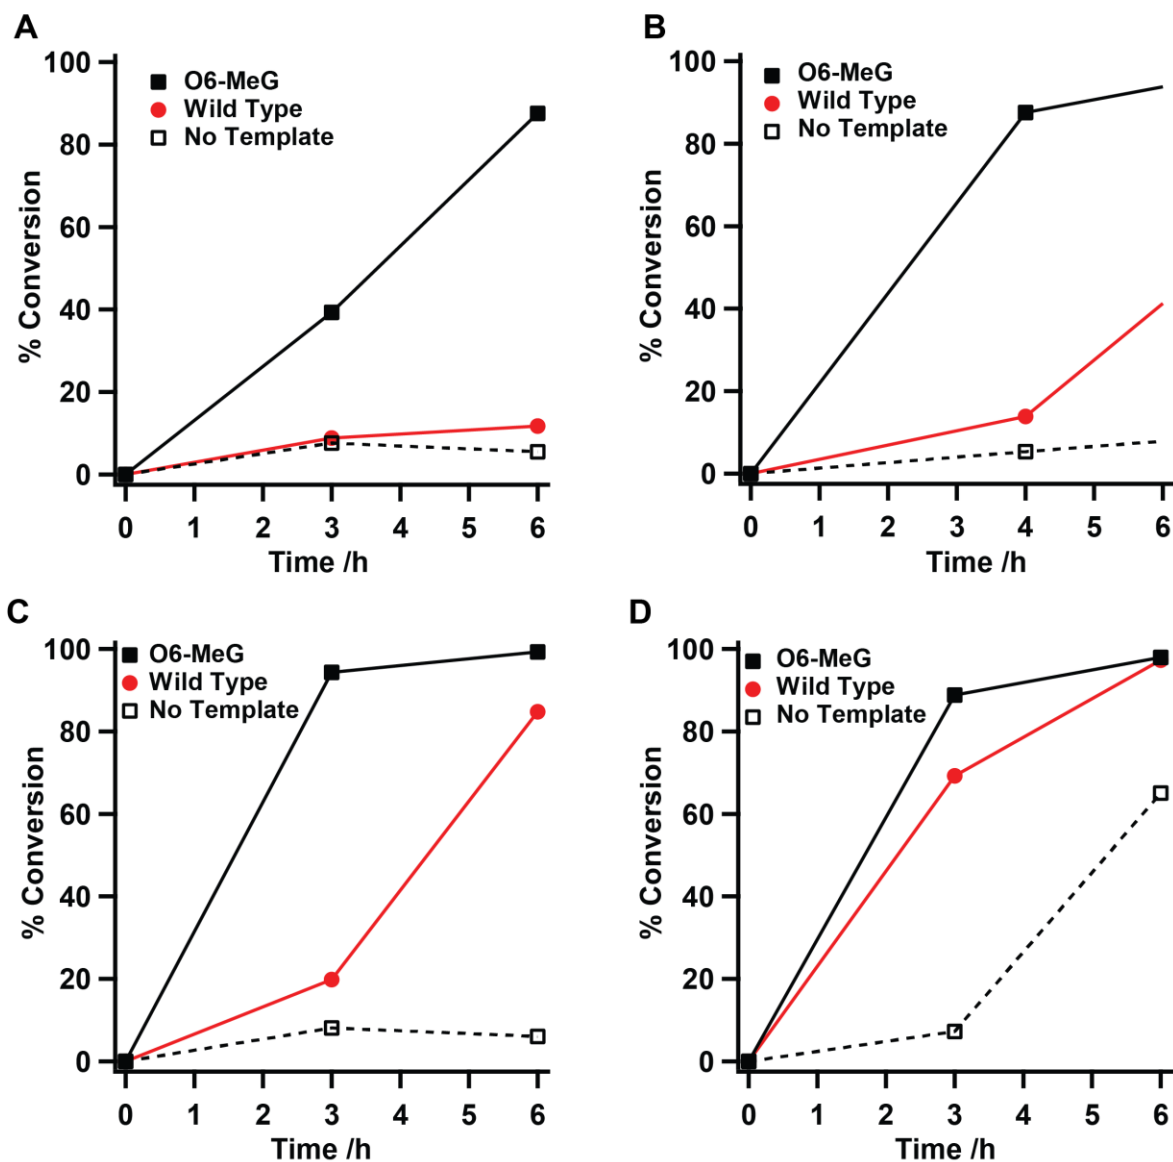 A
100
80
60
40
20
0
% Conversion
O6-MeG
Wild Type
No Template
0 1 2 3 4 5 6
Time /h
B
100
80
60
40
20
0
% Conversion
O6-MeG
Wild Type
No Template
0 1 2 3 4 5 6
Time /h
C
100
80
60
40
20
0
% Conversion
O6-MeG
Wild Type
No Template
0 1 2 3 4 5 6
Time /h
D
100
80
60
40
20
0
% Conversion
O6-MeG
Wild Type
No Template
0 1 2 3 4 5 6
Time /h